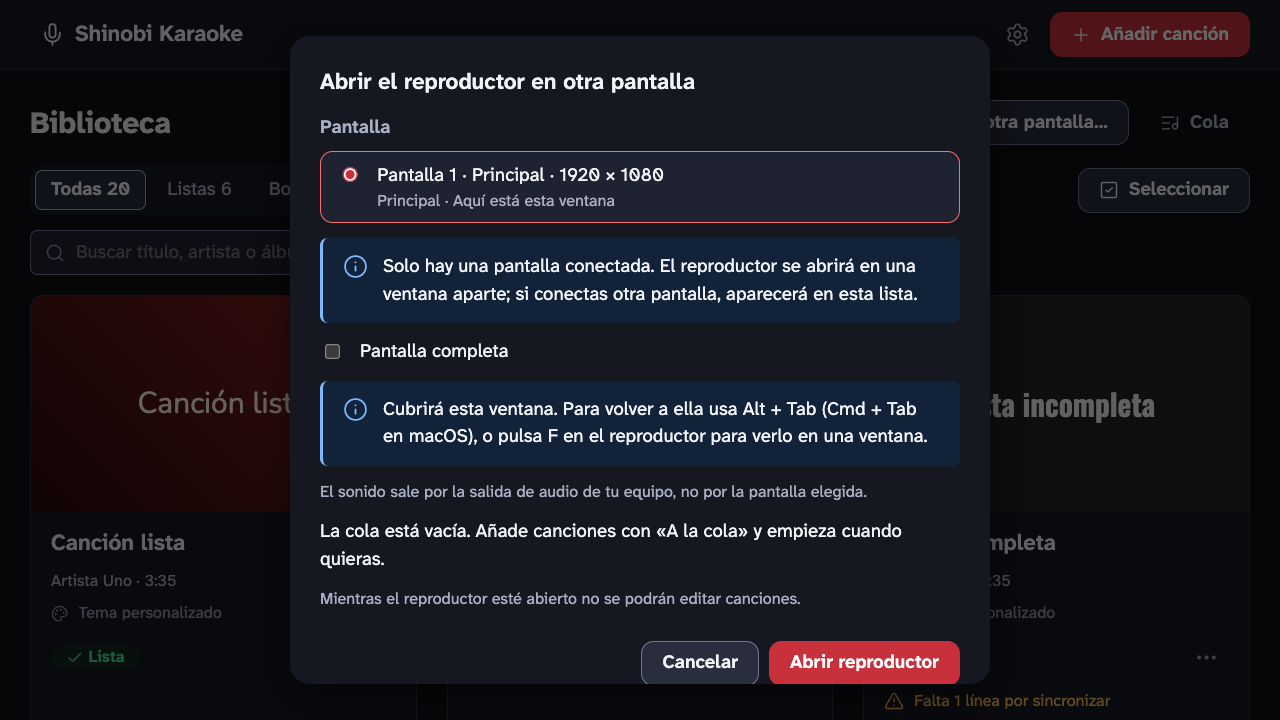 Shinobi Karaoke
Añadir canción
Biblioteca
otra pantalla...
Cola
Todas 20
Listas 6
Seleccionar
Buscar título, artista o
Abrir el reproductor en otra pantalla
Pantalla
Pantalla 1 · Principal · 1920 × 1080
Principal · Aquí está esta ventana
Solo hay una pantalla conectada. El reproductor se abrirá en una
ventana aparte; si conectas otra pantalla, aparecerá en esta lista.
Pantalla completa
Cubrirá esta ventana. Para volver a ella usa Alt + Tab (Cmd + Tab
en macOS), o pulsa F en el reproductor para verlo en una ventana.
El sonido sale por la salida de audio de tu equipo, no por la pantalla elegida.
La cola está vacía. Añade canciones con «A la cola» y empieza cuando
quieras.
Mientras el reproductor esté abierto no se podrán editar canciones.
Cancelar
Abrir reproductor
Canción list
ta incompleta
Canción lista
Artista Uno · 3:35
Tema personalizado
Lista
mpleta
:35
onalizado
Falta 1 línea por sincronizar